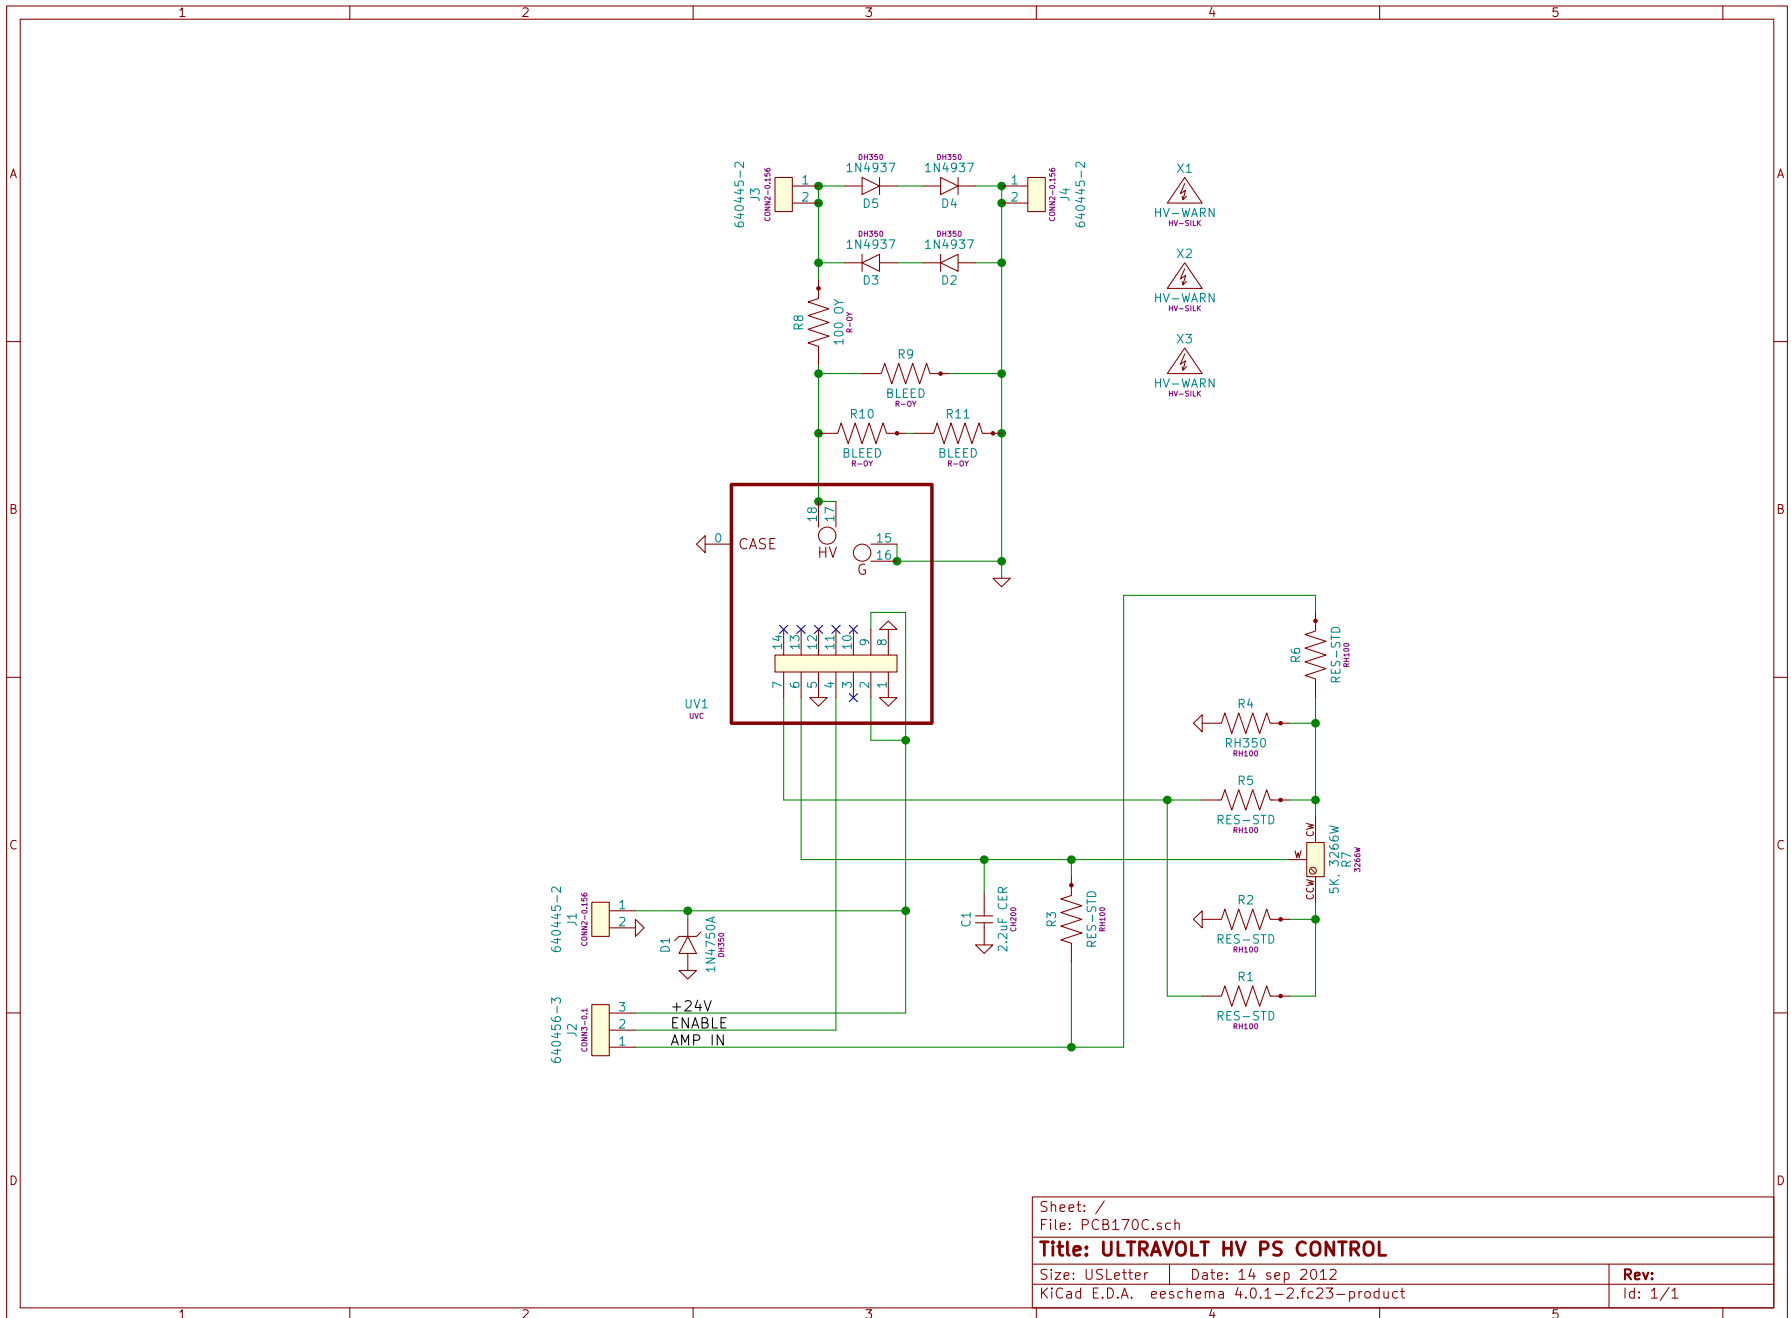 1 2 3 4 5
A A
J3
640445-2
CONN2-0.156
1
2
DH350
1N4937
D5
DH350
1N4937
D4
1
2
J4
640445-2
CONN2-0.156
DH350
1N4937
D3
DH350
1N4937
D2
X1
HV-WARN
HV-SILK
X2
HV-WARN
HV-SILK
X3
HV-WARN
HV-SILK
R8
100 OY
R-OY
R9
BLEED
R-OY
R10
BLEED
R-OY
R11
BLEED
R-OY
B B
18
17
HV
0
CASE
15
16
G
14 13 12 11 10 9 8
7 6 5 4 3 2 1
UV1
UVC
R6
RES-STD
RH100
R4
RH350
RH100
R5
RES-STD
RH100
C C
CW
W
CCW
5K, 3266W
R7
3266W
R2
RES-STD
RH100
R1
RES-STD
RH100
C1
2.2uF CER
CH200
R3
RES-STD
RH100
640445-2
J1
CONN2-0.156
1
2
D1
1N4750A
DH350
640456-3
J2
CONN3-0.1
3
2
1
+24V
ENABLE
AMP IN
D D
Sheet: /
File: PCB170C.sch
Title: ULTRAVOLT HV PS CONTROL
Size: USLetter Date: 14 sep 2012 Rev:
KiCad E.D.A. eeschema 4.0.1-2.fc23-product Id: 1/1
1 2 3 4 5